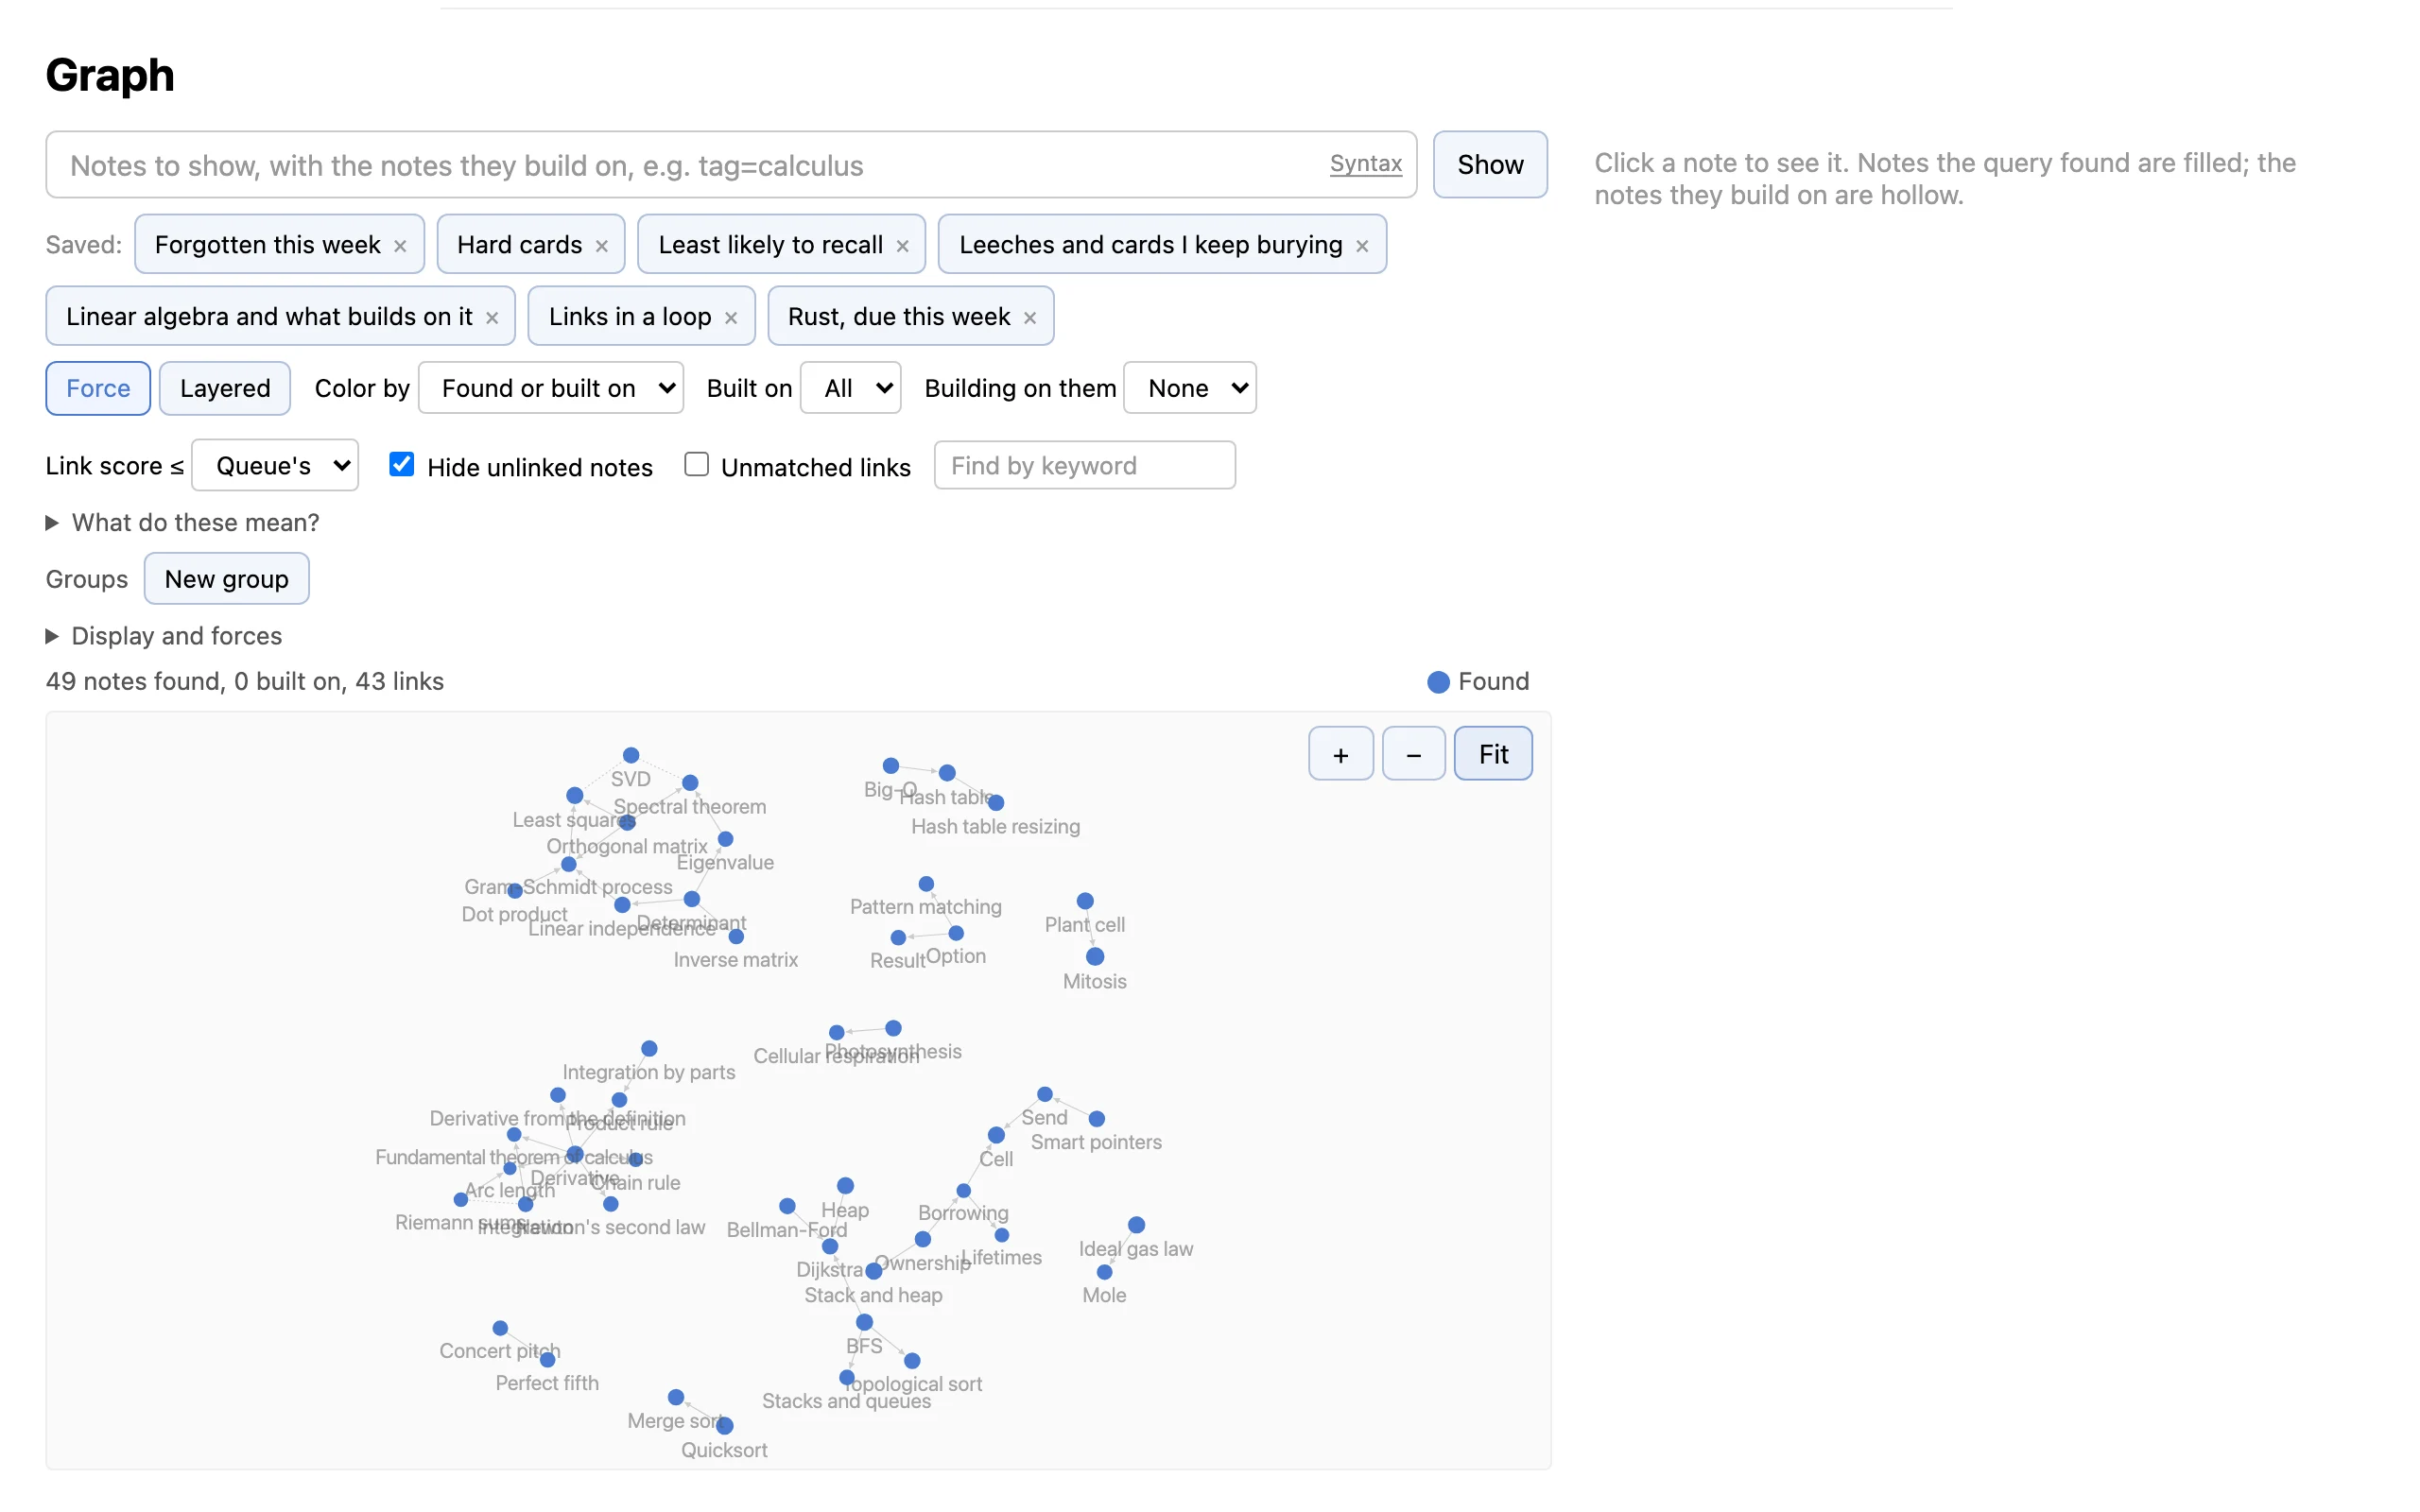 Graph
Notes to show, with the notes they build on, e.g. tag=calculus
Syntax
Show
Click a note to see it. Notes the query found are filled; the
notes they build on are hollow.
Saved:
Forgotten this week ×
Hard cards ×
Least likely to recall ×
Leeches and cards I keep burying ×
Linear algebra and what builds on it ×
Links in a loop ×
Rust, due this week ×
Force
Layered
Color by
Found or built on
Built on
All
Building on them
None
Link score ≤
Queue's
Hide unlinked notes
Unmatched links
Find by keyword
▶ What do these mean?
Groups
New group
▶ Display and forces
49 notes found, 0 built on, 43 links
Found
+
−
Fit
SVD
Spectral theorem
Least squares
Orthogonal matrix
Eigenvalue
Gram-Schmidt process
Dot product
Linear independence
Determinant
Inverse matrix
Big-O
Hash table
Hash table resizing
Pattern matching
Result
Option
Plant cell
Mitosis
Cellular respiration
Photosynthesis
Integration by parts
Derivative from the definition
Product rule
Fundamental theorem of calculus
Derivative
Chain rule
Arc length
Riemann sums
Integration
Newton's second law
Send
Smart pointers
Cell
Borrowing
Heap
Bellman-Ford
Dijkstra
Ownership
Lifetimes
Stack and heap
Ideal gas law
Mole
BFS
Topological sort
Stacks and queues
Concert pitch
Perfect fifth
Merge sort
Quicksort